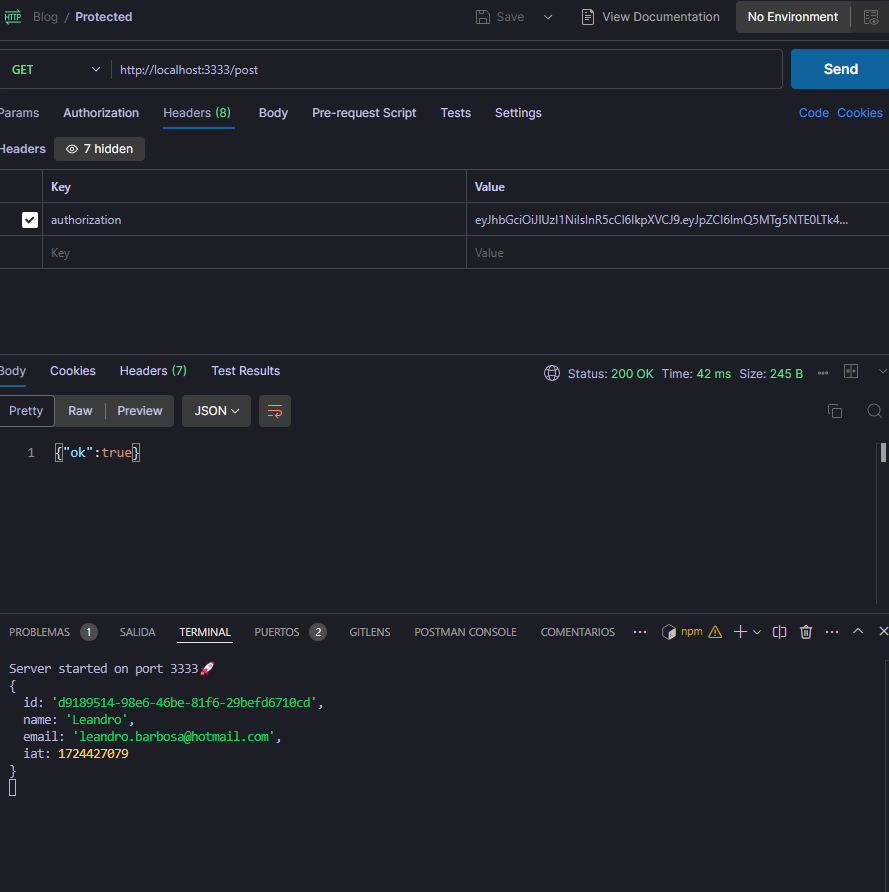 HTTP Blog / Protected Save View Documentation No Environment
GET http://localhost:3333/post Send
Params Authorization Headers (8) Body Pre-request Script Tests Settings Code Cookies
Headers 7 hidden
Key Value
authorization eyJhbGciOiJIUzI1NiIsInR5cCI6IkpXVCJ9.eyJpZCI6ImQ5MTg5NTE0LTk4...
Key Value
Body Cookies Headers (7) Test Results Status: 200 OK Time: 42 ms Size: 245 B
Pretty Raw Preview JSON
1 {"ok":true}
PROBLEMAS 1 SALIDA TERMINAL PUERTOS 2 GITLENS POSTMAN CONSOLE COMENTARIOS ... npm
Server started on port 3333🚀
{
id: 'd9189514-98e6-46be-81f6-29befd6710cd',
name: 'Leandro',
email: 'leandro.barbosa@hotmail.com',
iat: 1724427079
}